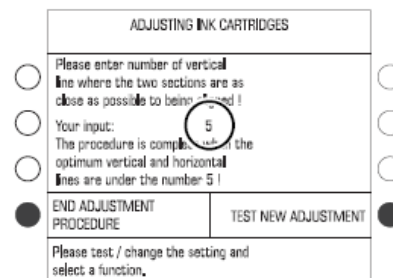 ADJUSTING INK CARTRIDGES
Please enter number of vertical
line where the two sections are as
close as possible to being !
Your input: 5
The procedure is the
optimum vertical and horizontal
lines are under the number 5 !
END ADJUSTMENT
PROCEDURE
TEST NEW ADJUSTMENT
Please test / change the setting and
select a function.